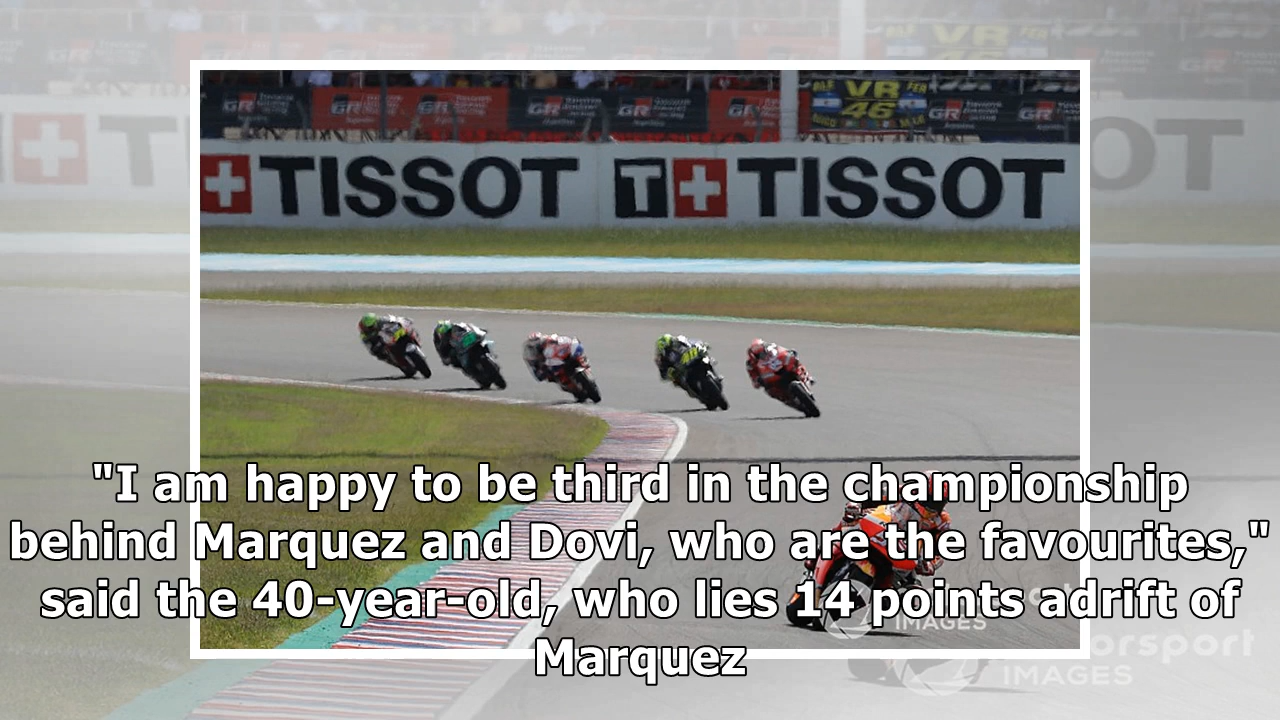 VR
46
GR GR GR GR GR GR GR
TISSOT T TISSOT
"I am happy to be third in the championship
behind Marquez and Dovi, who are the favourites,"
said the 40-year-old, who lies 14 points adrift of
Marquez
IMAGES
motorsport
IMAGES